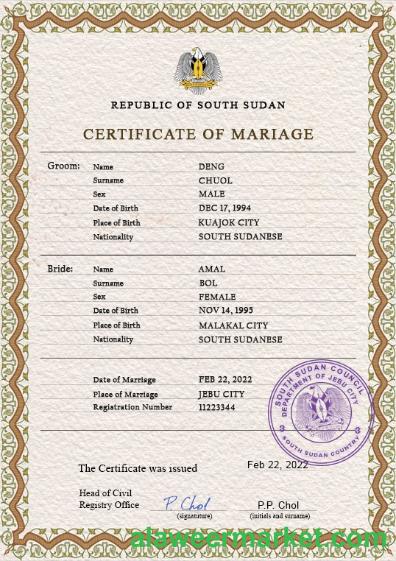 REPUBLIC OF SOUTH SUDAN
CERTIFICATE OF MARIAGE
Groom: Name DENG
Surname CHUOL
Sex MALE
Date of Birth DEC 17, 1994
Place of Birth KUAJOK CITY
Nationality SOUTH SUDANESE
Bride: Name AMAL
Surname BOL
Sex FEMALE
Date of Birth NOV 14, 1995
Place of Birth MALAKAL CITY
Nationality SOUTH SUDANESE
Date of Marriage FEB 22, 2022
Place of Marriage JEBU CITY
Registration Number 11223344
SOUTH SUDAN COUNCIL
DEPARTMENT OF JEBU CITY
3 3
SOUTH SUDAN COUNTRY
The Certificate was issued Feb 22, 2022
Head of Civil
Registry Office P. Chol P.P. Chol
(signatiure) (initials and surname)
alaweermarket.com